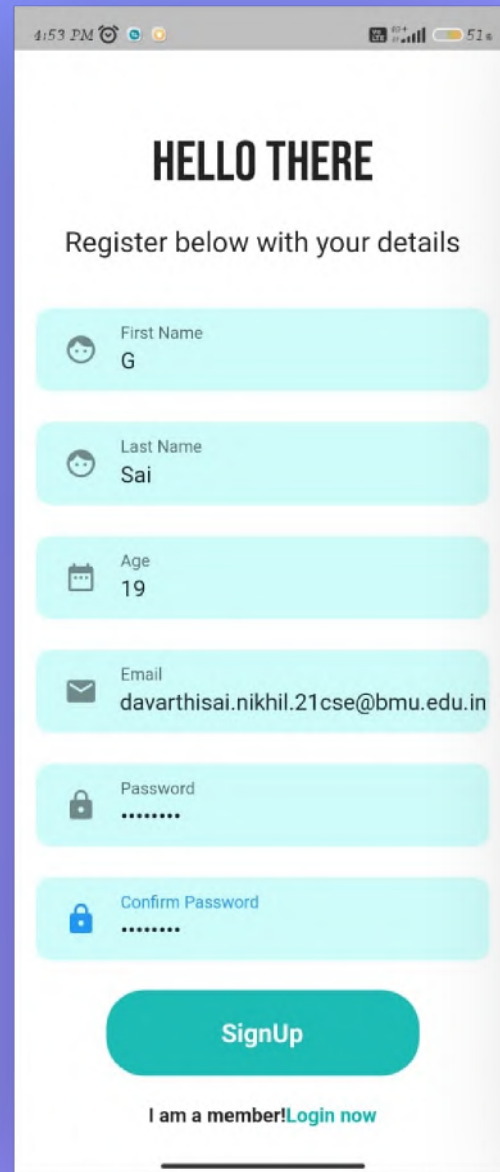 4:53 PM 51%
HELLO THERE
Register below with your details
First Name
G
Last Name
Sai
Age
19
Email
davarthisai.nikhil.21cse@bmu.edu.in
Password
••••••••
Confirm Password
••••••••
SignUp
I am a member!Login now